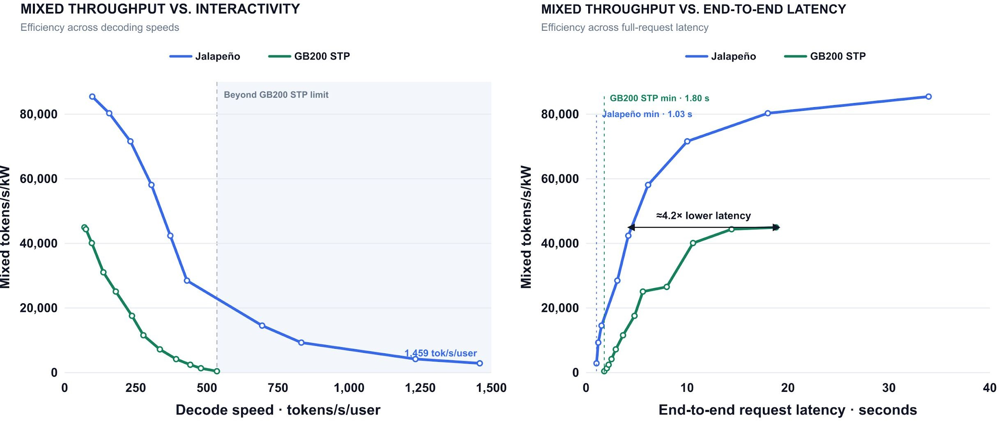 MIXED THROUGHPUT VS. INTERACTIVITY
Efficiency across decoding speeds
Jalapeño
GB200 STP
Beyond GB200 STP limit
80,000
60,000
40,000
20,000
0
Mixed tokens/s/kW
1,459 tok/s/user
0
250
500
750
1,000
1,250
1,500
Decode speed · tokens/s/user
MIXED THROUGHPUT VS. END-TO-END LATENCY
Efficiency across full-request latency
Jalapeño
GB200 STP
GB200 STP min · 1.80 s
Jalapeño min · 1.03 s
80,000
60,000
40,000
20,000
0
Mixed tokens/s/kW
≈4.2× lower latency
0
10
20
30
40
End-to-end request latency · seconds